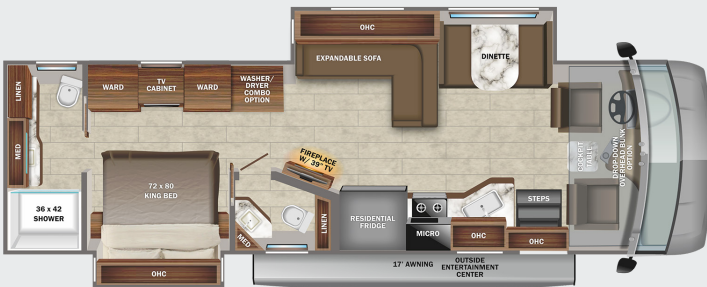 OHC
EXPANDABLE SOFA
DINETTE
LINEN
MED
WARD
TV
CABINET
WARD
WASHER/
DRYER
COMBO
OPTION
FIREPLACE
W/ 39" TV
COCKPIT
TABLE
DROP-DOWN
OVERHEAD BUNK
OPTION
36 x 42
SHOWER
72 x 80
KING BED
MED
LINEN
RESIDENTIAL
FRIDGE
MICRO
OHC
OHC
STEPS
OHC
17' AWNING
OUTSIDE
ENTERTAINMENT
CENTER